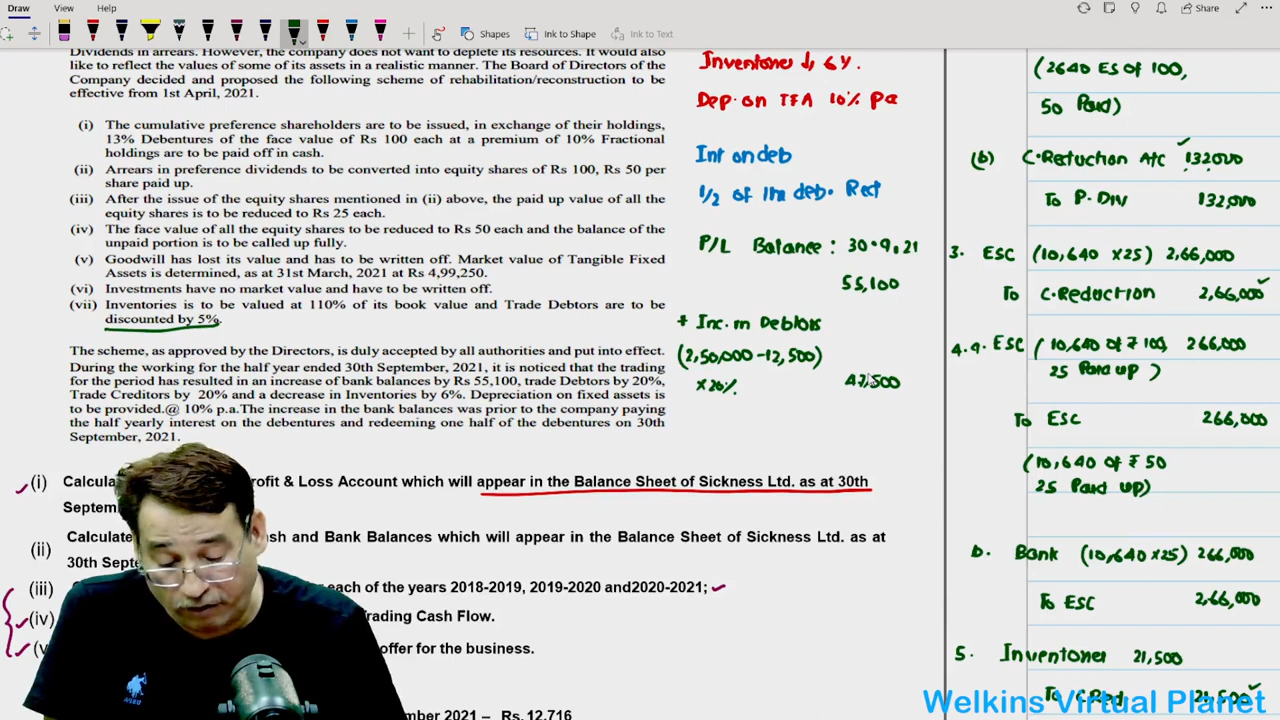 Draw View Help
Share
Shapes
Ink to Shape
Ink to Text
Dividends in arrears. However, the company does not want to deplete its resources. It would also
like to reflect the values of some of its assets in a realistic manner. The Board of Directors of the
Company decided and proposed the following scheme of rehabilitation/reconstruction to be
effective from 1st April, 2021.
(i) The cumulative preference shareholders are to be issued, in exchange of their holdings,
13% Debentures of the face value of Rs 100 each at a premium of 10% Fractional
holdings are to be paid off in cash.
(ii) Arrears in preference dividends to be converted into equity shares of Rs 100, Rs 50 per
share paid up.
(iii) After the issue of the equity shares mentioned in (ii) above, the paid up value of all the
equity shares is to be reduced to Rs 25 each.
(iv) The face value of all the equity shares to be reduced to Rs 50 each and the balance of the
unpaid portion is to be called up fully.
(v) Goodwill has lost its value and has to be written off. Market value of Tangible Fixed
Assets is determined, as at 31st March, 2021 at Rs 4,99,250.
(vi) Investments have no market value and have to be written off.
(vii) Inventories is to be valued at 110% of its book value and Trade Debtors are to be
discounted by 5%.
The scheme, as approved by the Directors, is duly accepted by all authorities and put into effect.
During the working for the half year ended 30th September, 2021, it is noticed that the trading
for the period has resulted in an increase of bank balances by Rs 55,100, trade Debtors by 20%,
Trade Creditors by 20% and a decrease in Inventories by 6%. Depreciation on fixed assets is
to be provided.@ 10% p.a.The increase in the bank balances was prior to the company paying
the half yearly interest on the debentures and redeeming one half of the debentures on 30th
September, 2021.
(i) Calcula rofit & Loss Account which will appear in the Balance Sheet of Sickness Ltd. as at 30th
Septem
(ii) Calculate ash and Bank Balances which will appear in the Balance Sheet of Sickness Ltd. as at
30th Sept
(iii) each of the years 2018-2019, 2019-2020 and2020-2021;
(iv) rading Cash Flow.
(v offer for the business.
ember 2021 – Rs. 12,716
Inventories ↓ 6%.
Dep. on TFA 10% pa
Int on deb
1/2 of the deb. Red
P/L Balance : 30.9.21
55,100
+ Inc. in Debtors
(2,50,000 -12,500)
x20% 47,500
(2640 ES of 100,
50 Paid)
(b) C.Reduction A/c 132,000
To P.DIV 132,000
3. ESC (10,640 x25) 2,66,000
To C.Reduction 2,66,000
4.a. ESC (10,640 of ₹100, 266,000
25 Paid up )
To ESC 266,000
(10,640 of ₹50
25 Paid up)
b. Bank (10,640x25) 266,000
To ESC 2,66,000
5. Inventories 21,500
To C.Red 21,500
Welkins Virtual Planet